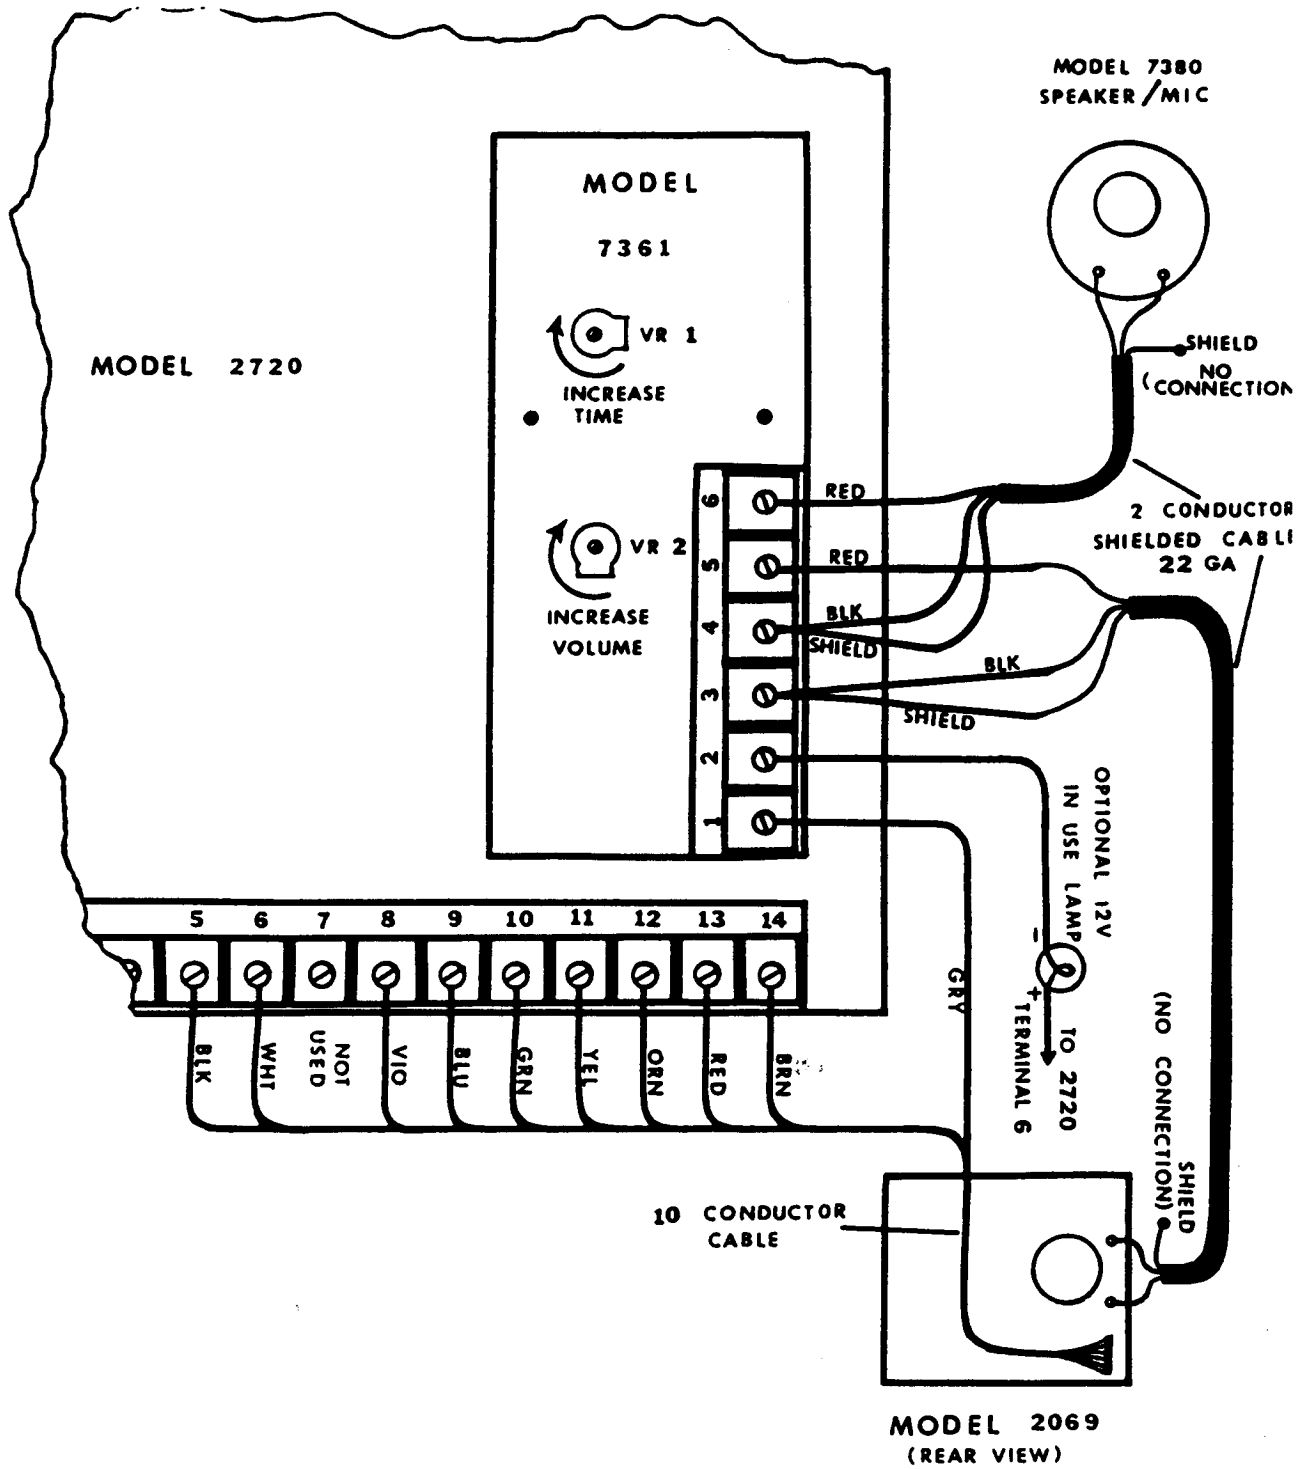 MODEL 7380
SPEAKER/MIC
MODEL
7361
VR 1
INCREASE
TIME
MODEL 2720
SHIELD
NO
(CONNECTION
6
RED
2 CONDUCTOR
SHIELDED CABLE
22 GA
VR 2
5
RED
INCREASE
VOLUME
4
BLK
SHIELD
3
BLK
SHIELD
2
OPTIONAL 12V
IN USE LAMP
1
5 6 7 8 9 10 11 12 13 14
GRY
-
+
TO 2720
TERMINAL 6
(NO CONNECTION)
SHIELD
BLK
WHT
NOT
USED
VIO
BLU
GRN
YEL
ORN
RED
BRN
10 CONDUCTOR
CABLE
MODEL 2069
(REAR VIEW)